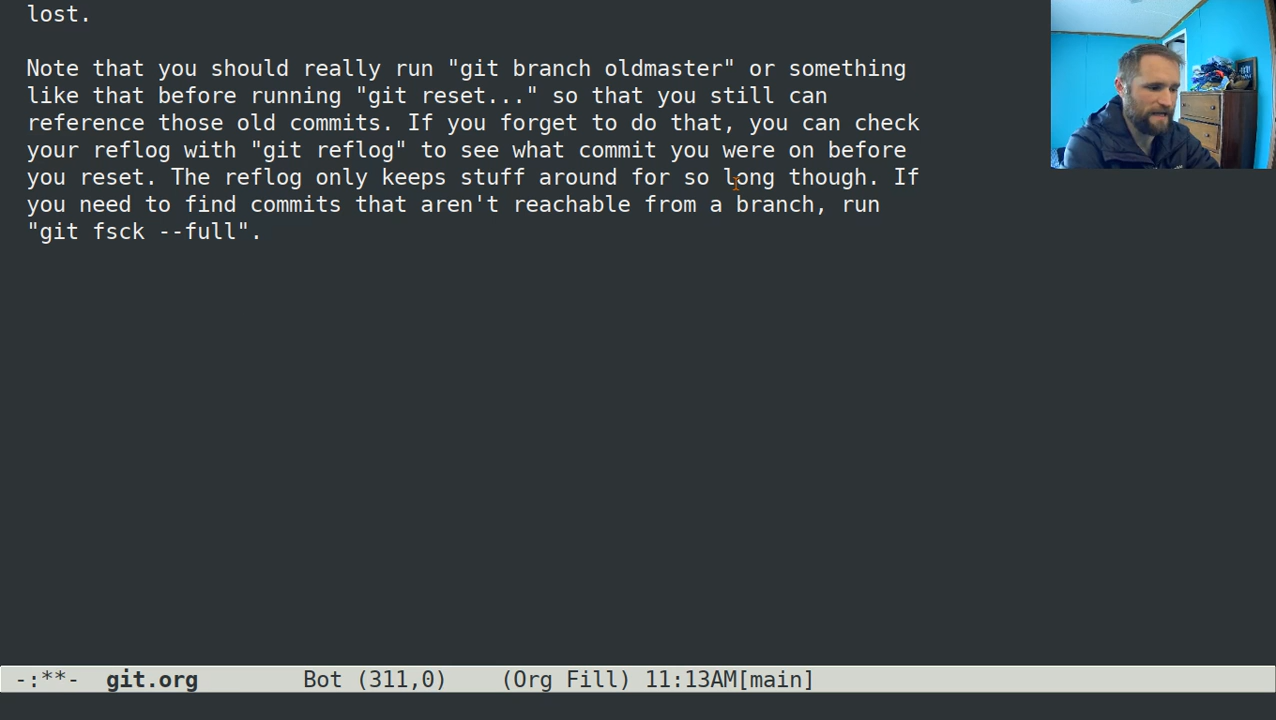 lost.
Note that you should really run "git branch oldmaster" or something
like that before running "git reset..." so that you still can
reference those old commits. If you forget to do that, you can check
your reflog with "git reflog" to see what commit you were on before
you reset. The reflog only keeps stuff around for so long though. If
you need to find commits that aren't reachable from a branch, run
"git fsck --full".
-:**-  git.org        Bot (311,0)    (Org Fill) 11:13AM[main]